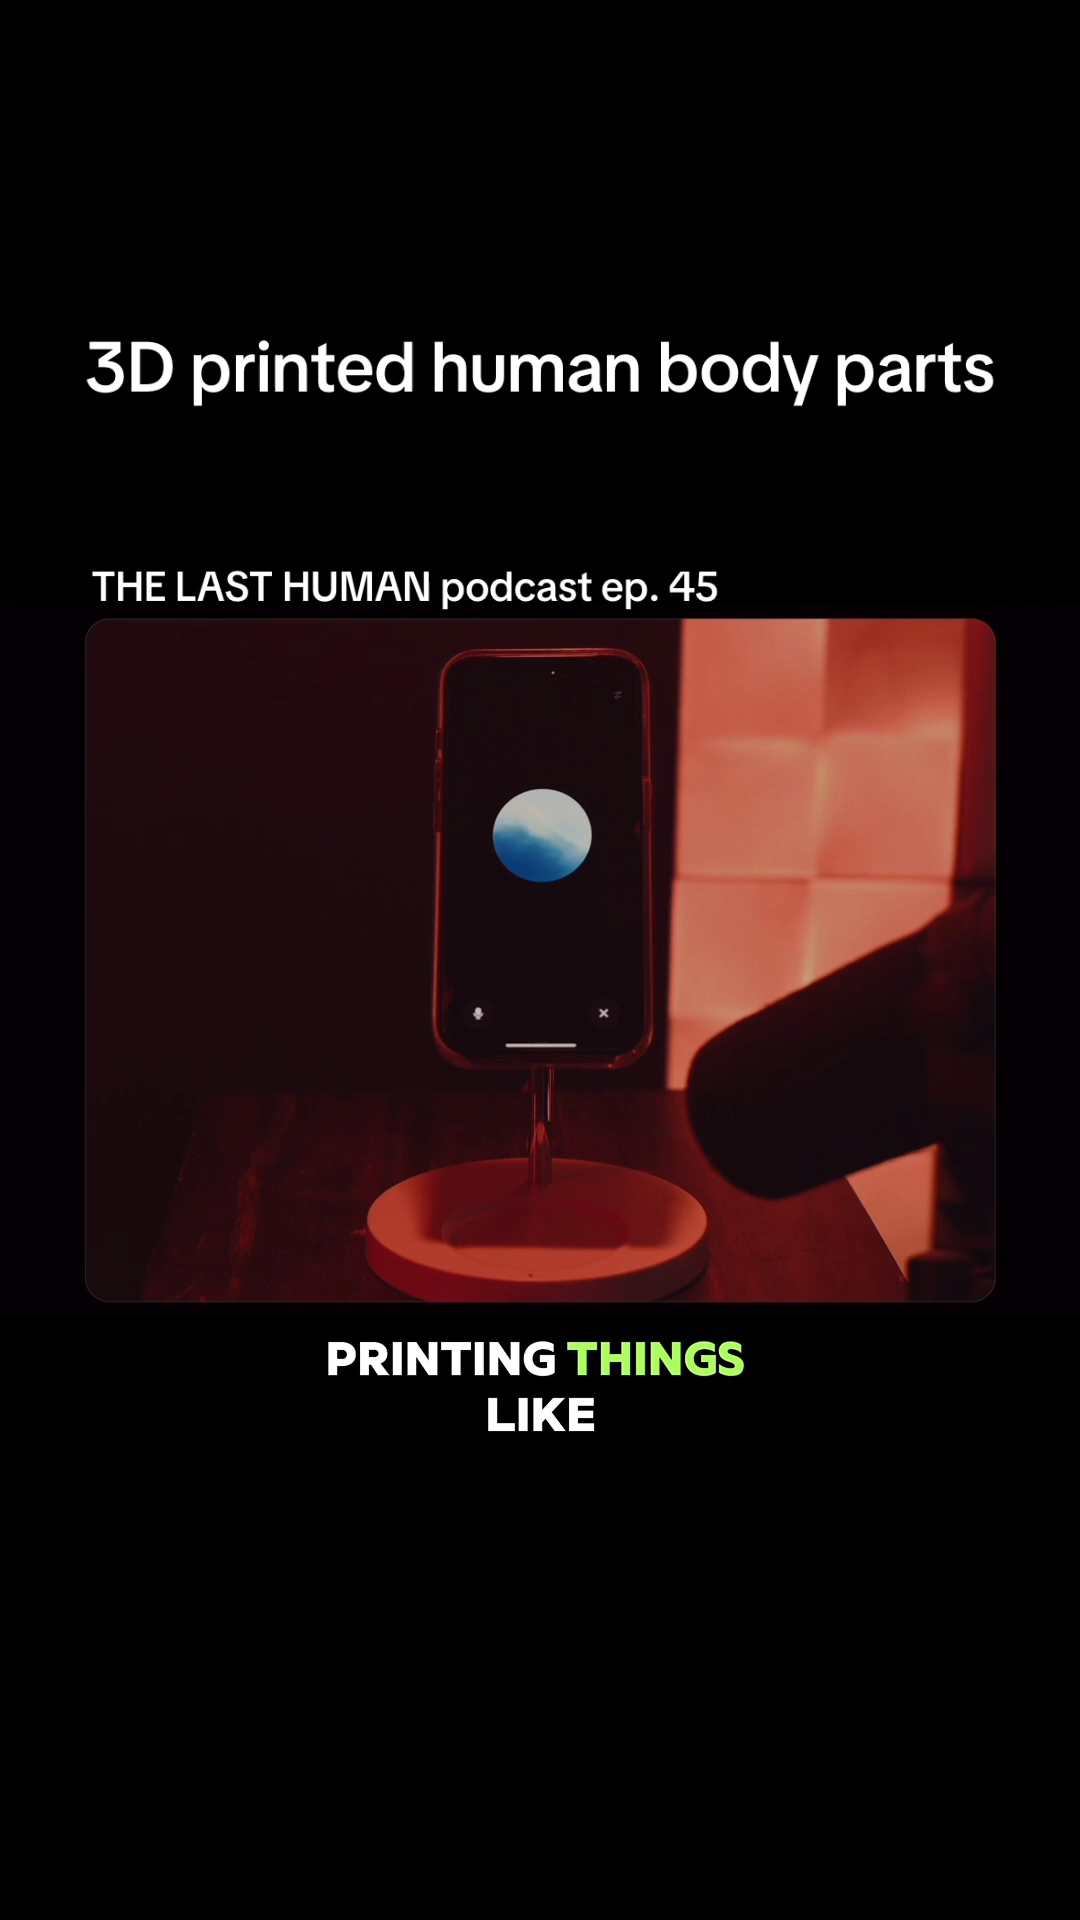 3D printed human body parts
THE LAST HUMAN podcast ep. 45
PRINTING THINGS
LIKE